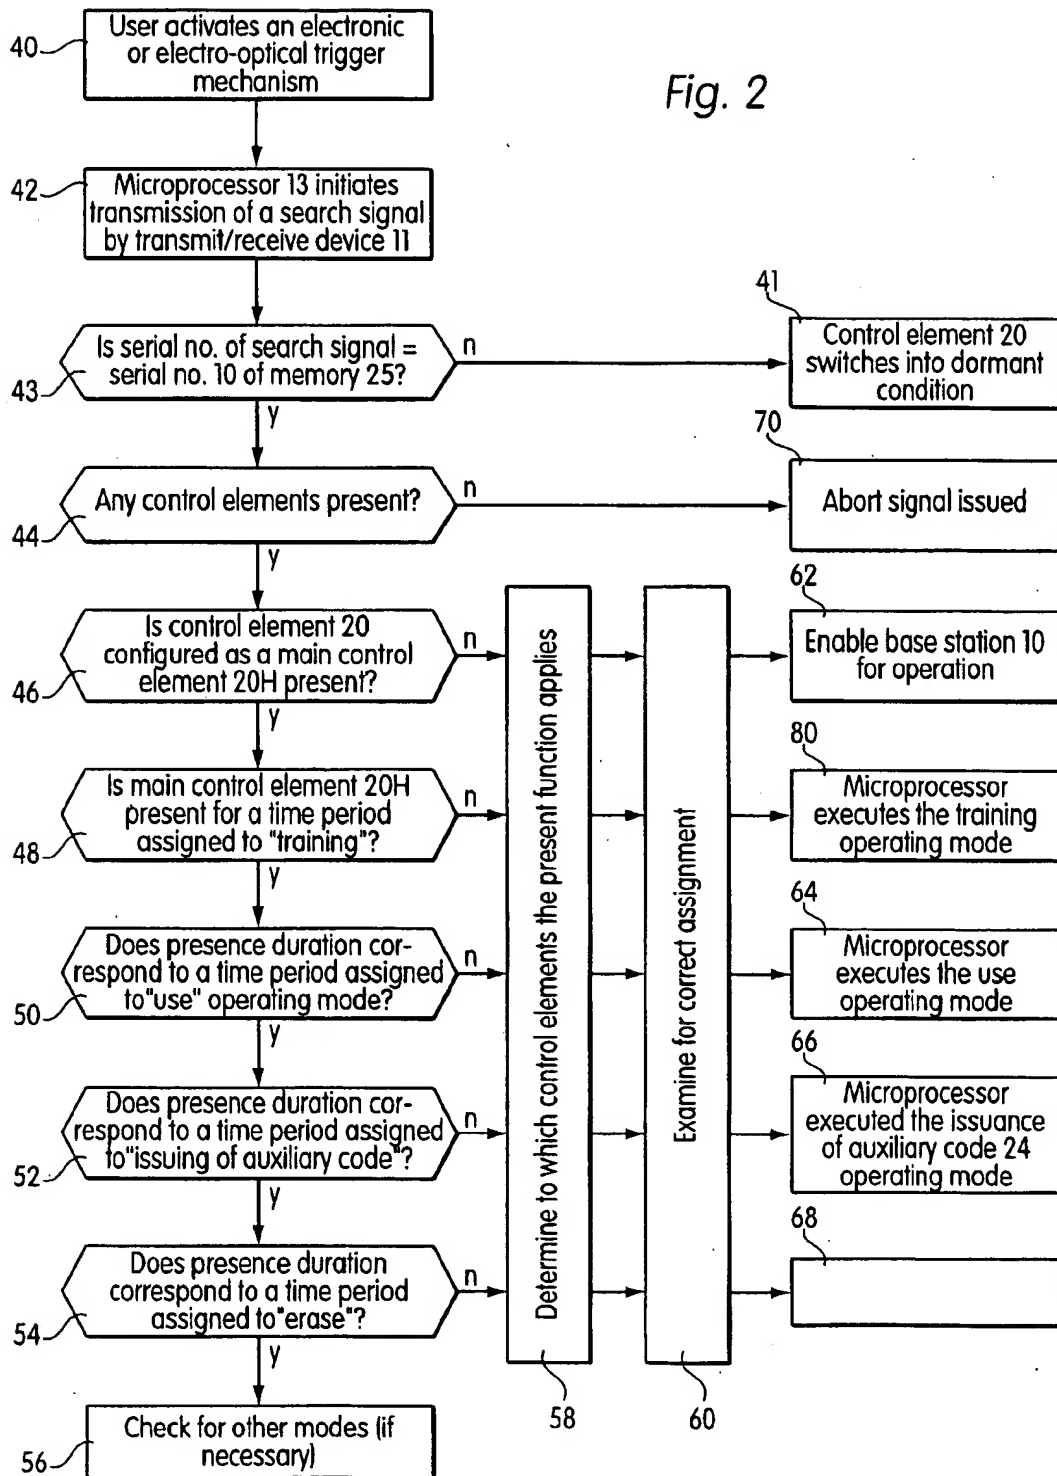 Fig. 2
40
User activates an electronic
or electro-optical trigger
mechanism
42
Microprocessor 13 initiates
transmission of a search signal
by transmit/receive device 11
43
Is serial no. of search signal =
serial no. 10 of memory 25?
n
y
41
Control element 20
switches into dormant
condition
44
Any control elements present?
n
y
70
Abort signal issued
46
Is control element 20
configured as a main control
element 20H present?
n
y
62
Enable base station 10
for operation
48
Is main control element 20H
present for a time period
assigned to "training"?
n
y
80
Microprocessor
executes the training
operating mode
50
Does presence duration cor-
respond to a time period assigned
to"use" operating mode?
n
y
64
Microprocessor
executes the use
operating mode
52
Does presence duration cor-
respond to a time period assigned
to"issuing of auxiliary code"?
n
y
66
Microprocessor
executed the issuance
of auxiliary code 24
operating mode
54
Does presence duration
correspond to a time period
assigned to"erase"?
n
y
68
56
Check for other modes (if
necessary)
Determine to which control elements the present function applies
58
Examine for correct assignment
60